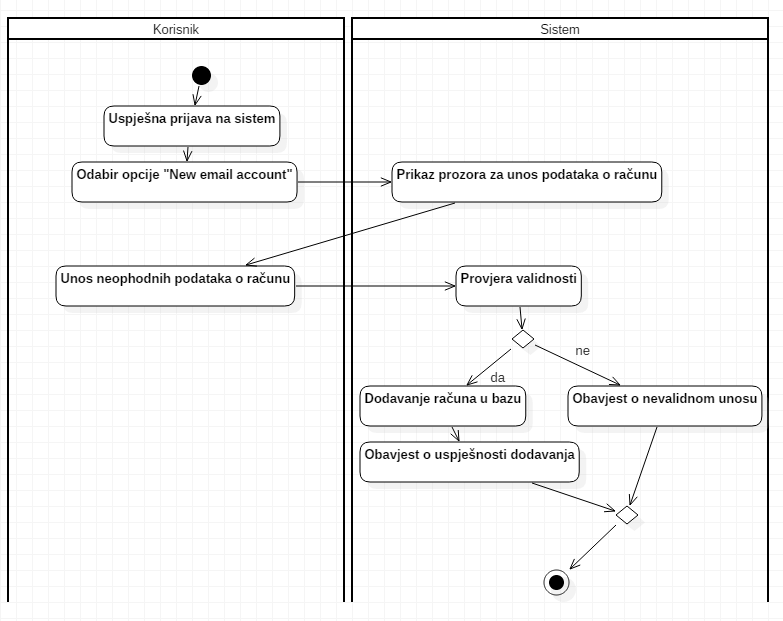 Korisnik
Sistem
Uspješna prijava na sistem
Odabir opcije "New email account"
Prikaz prozora za unos podataka o računu
Unos neophodnih podataka o računu
Provjera validnosti
ne
da
Dodavanje računa u bazu
Obavjest o nevalidnom unosu
Obavjest o uspješnosti dodavanja